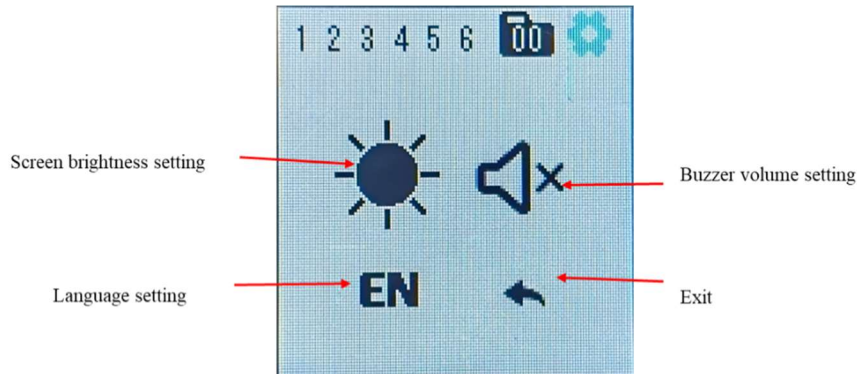 1 2 3 4 5 6 00
Screen brightness setting
Buzzer volume setting
EN
Language setting
Exit